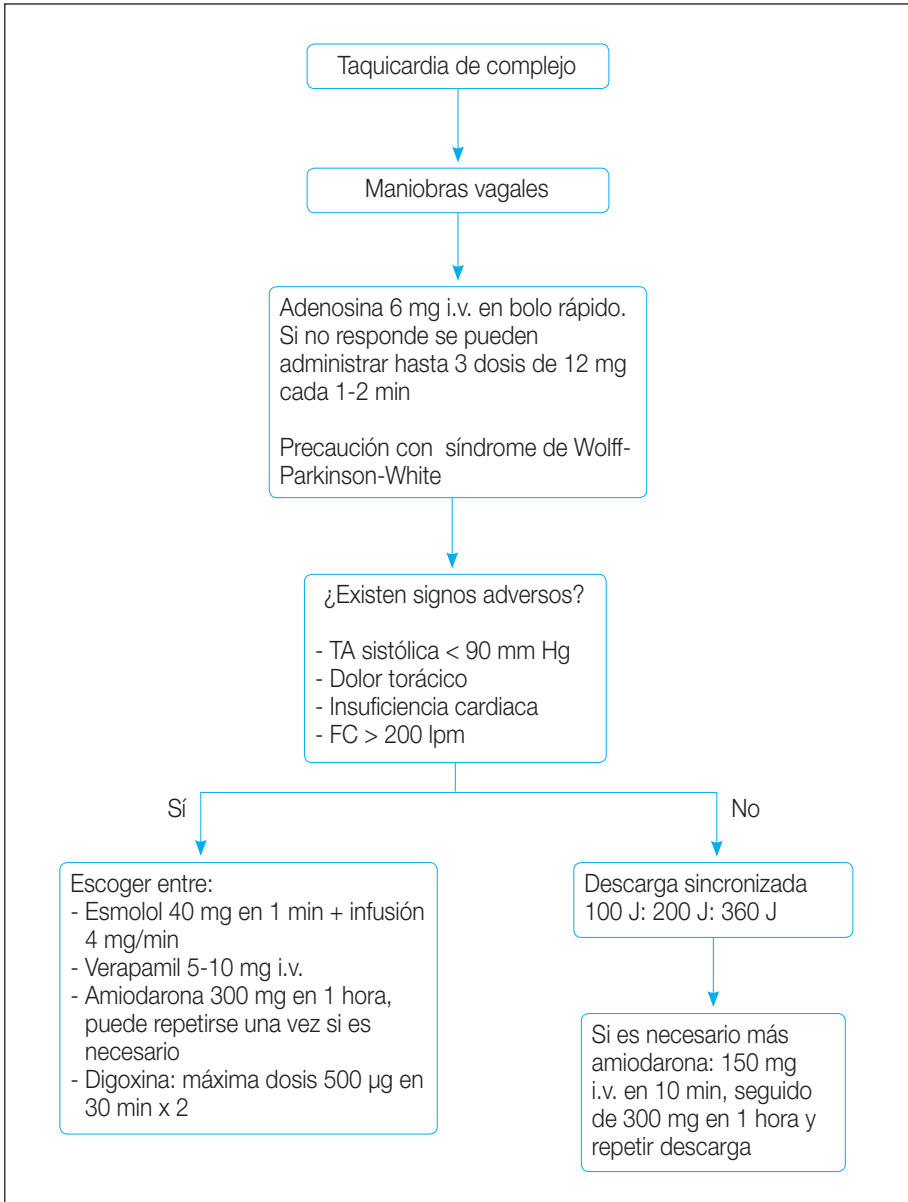 Taquicardia de complejo
Maniobras vagales
Adenosina 6 mg i.v. en bolo rápido.
Si no responde se pueden
administrar hasta 3 dosis de 12 mg
cada 1-2 min
Precaución con síndrome de Wolff-
Parkinson-White
¿Existen signos adversos?
- TA sistólica < 90 mm Hg
- Dolor torácico
- Insuficiencia cardiaca
- FC > 200 lpm
Sí
No
Escoger entre:
- Esmolol 40 mg en 1 min + infusión
4 mg/min
- Verapamil 5-10 mg i.v.
- Amiodarona 300 mg en 1 hora,
puede repetirse una vez si es
necesario
- Digoxina: máxima dosis 500 µg en
30 min x 2
Descarga sincronizada
100 J: 200 J: 360 J
Si es necesario más
amiodarona: 150 mg
i.v. en 10 min, seguido
de 300 mg en 1 hora y
repetir descarga